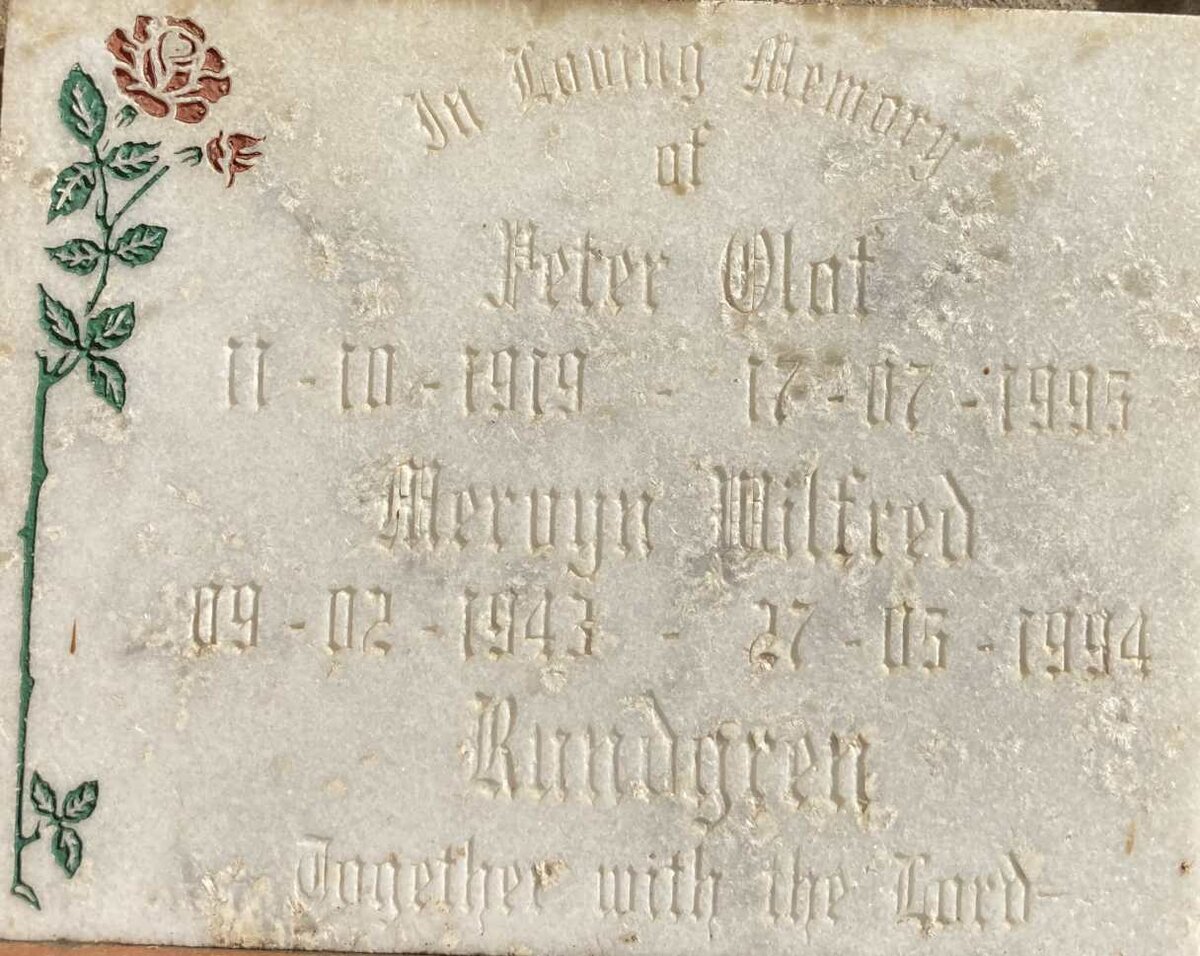 In Loving Memory
of
Peter Olof
11 - 10 - 1919 - 17 - 07 - 1995
Mervyn Wilfred
09 - 02 - 1943 - 27 - 05 - 1994
Rundgren
Together with the Lord